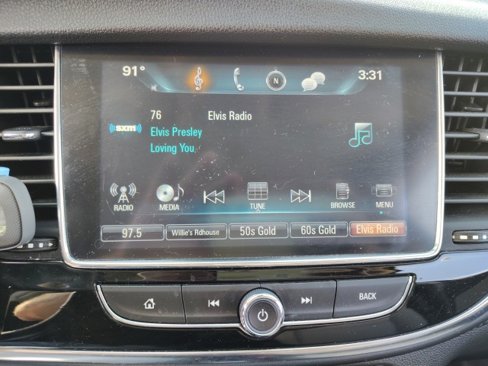 91°
N
3:31
76 Elvis Radio
((sxm))
Elvis Presley
Loving You
RADIO MEDIA TUNE BROWSE MENU
97.5 Willie's Rdhouse 50s Gold 60s Gold Elvis Radio
BACK